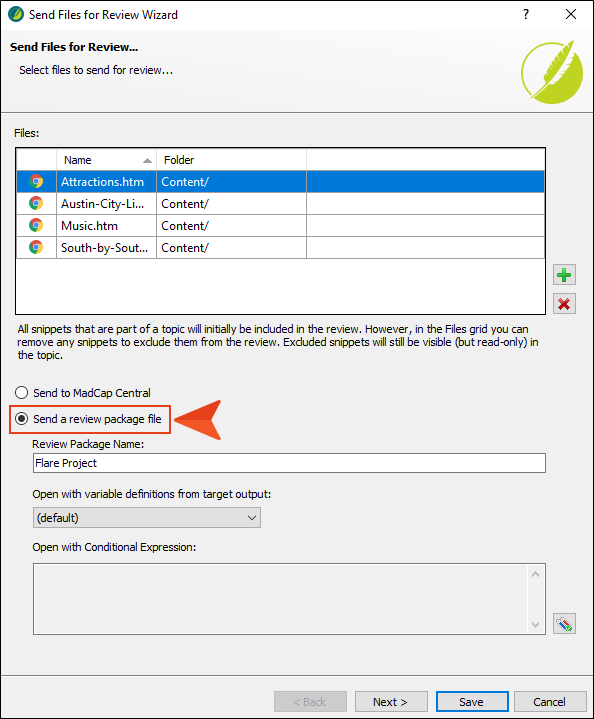 Send Files for Review Wizard
?
Send Files for Review...
Select files to send for review...
Files:
Name Folder
Attractions.htm Content/
Austin-City-Li... Content/
Music.htm Content/
South-by-Sout... Content/
All snippets that are part of a topic will initially be included in the review. However, in the Files grid you can
remove any snippets to exclude them from the review. Excluded snippets will still be visible (but read-only) in
the topic.
Send to MadCap Central
Send a review package file
Review Package Name:
Flare Project
Open with variable definitions from target output:
(default)
Open with Conditional Expression:
< Back Next > Save Cancel